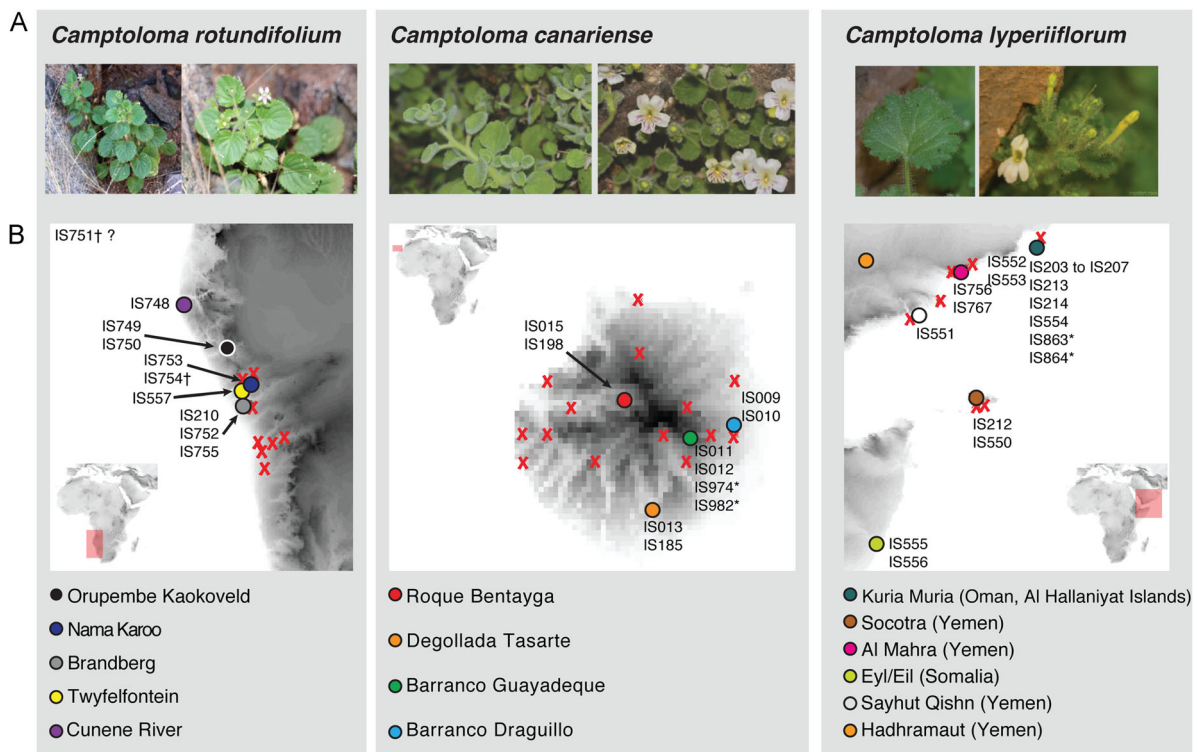 A
Camptoloma rotundifolium
Camptoloma canariense
Camptoloma lyperiiflorum
B
IS751† ?
IS748
IS749
IS750
IS753
IS754†
IS557
IS210
IS752
IS755
Orupembe Kaokoveld
Nama Karoo
Brandberg
Twyfelfontein
Cunene River
IS015
IS198
IS009
IS010
IS011
IS012
IS974*
IS982*
IS013
IS185
Roque Bentayga
Degollada Tasarte
Barranco Guayadeque
Barranco Draguillo
IS552
IS553
IS756
IS767
IS551
IS203 to IS207
IS213
IS214
IS554
IS863*
IS864*
IS212
IS550
IS555
IS556
Kuria Muria (Oman, Al Hallaniyat Islands)
Socotra (Yemen)
Al Mahra (Yemen)
Eyl/Eil (Somalia)
Sayhut Qishn (Yemen)
Hadhramaut (Yemen)